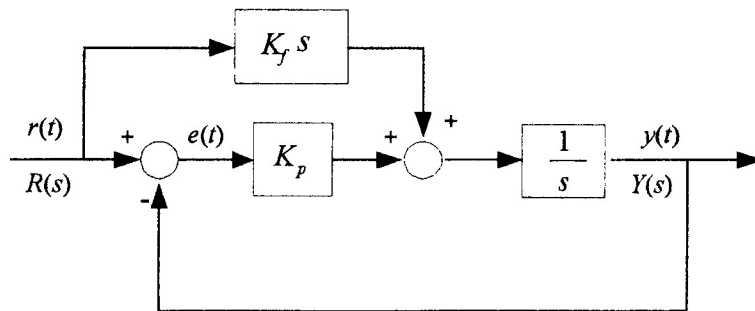 K_f s
r(t)
+
e(t)
K_p
+
+
1/s
y(t)
R(s)
-
Y(s)